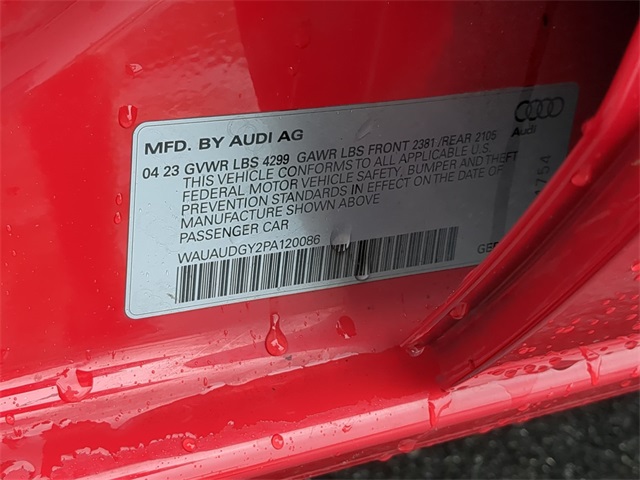 MFD. BY AUDI AG
Audi
04 23 GVWR LBS 4299 GAWR LBS FRONT 2381 /REAR 2105
THIS VEHICLE CONFORMS TO ALL APPLICABLE U.S.
FEDERAL MOTOR VEHICLE SAFETY, BUMPER AND THEFT
PREVENTION STANDARDS IN EFFECT ON THE DATE OF
MANUFACTURE SHOWN ABOVE
PASSENGER CAR
WAUAUDGY2PA120086